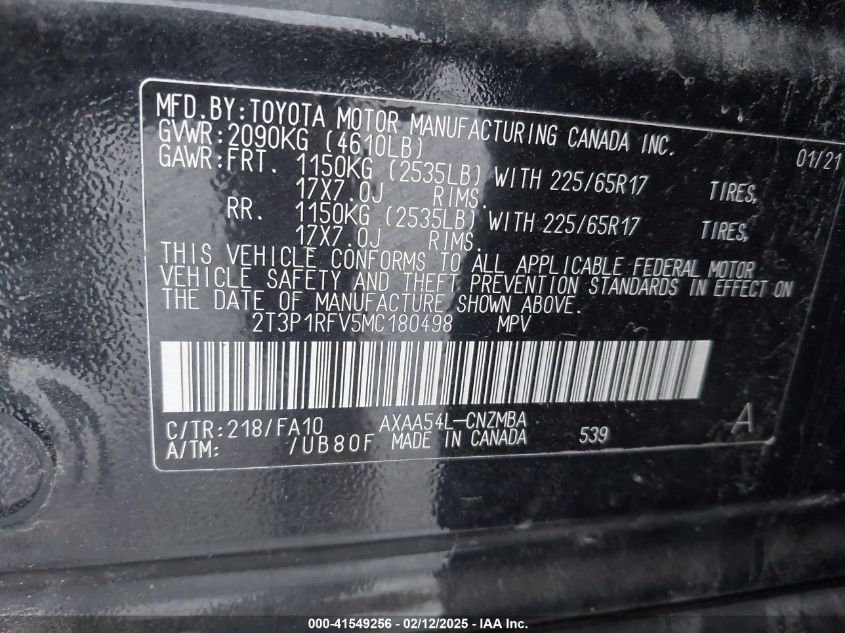 MFD.BY:TOYOTA MOTOR MANUFACTURING CANADA INC. 01/21
GVWR:2090KG (4610LB)
GAWR:FRT. 1150KG (2535LB) WITH 225/65R17 TIRES,
17X7.0J RIMS.
RR. 1150KG (2535LB) WITH 225/65R17 TIRES,
17X7.0J RIMS.
THIS VEHICLE CONFORMS TO ALL APPLICABLE FEDERAL MOTOR
VEHICLE SAFETY AND THEFT PREVENTION STANDARDS IN EFFECT ON
THE DATE OF MANUFACTURE SHOWN ABOVE.
2T3P1RFV5MC180498 MPV
C/TR:218/FA10 AXAA54L-CNZMBA A
A/TM: /UB80F MADE IN CANADA 539
000-41549256 — 02/12/2025 — IAA Inc.